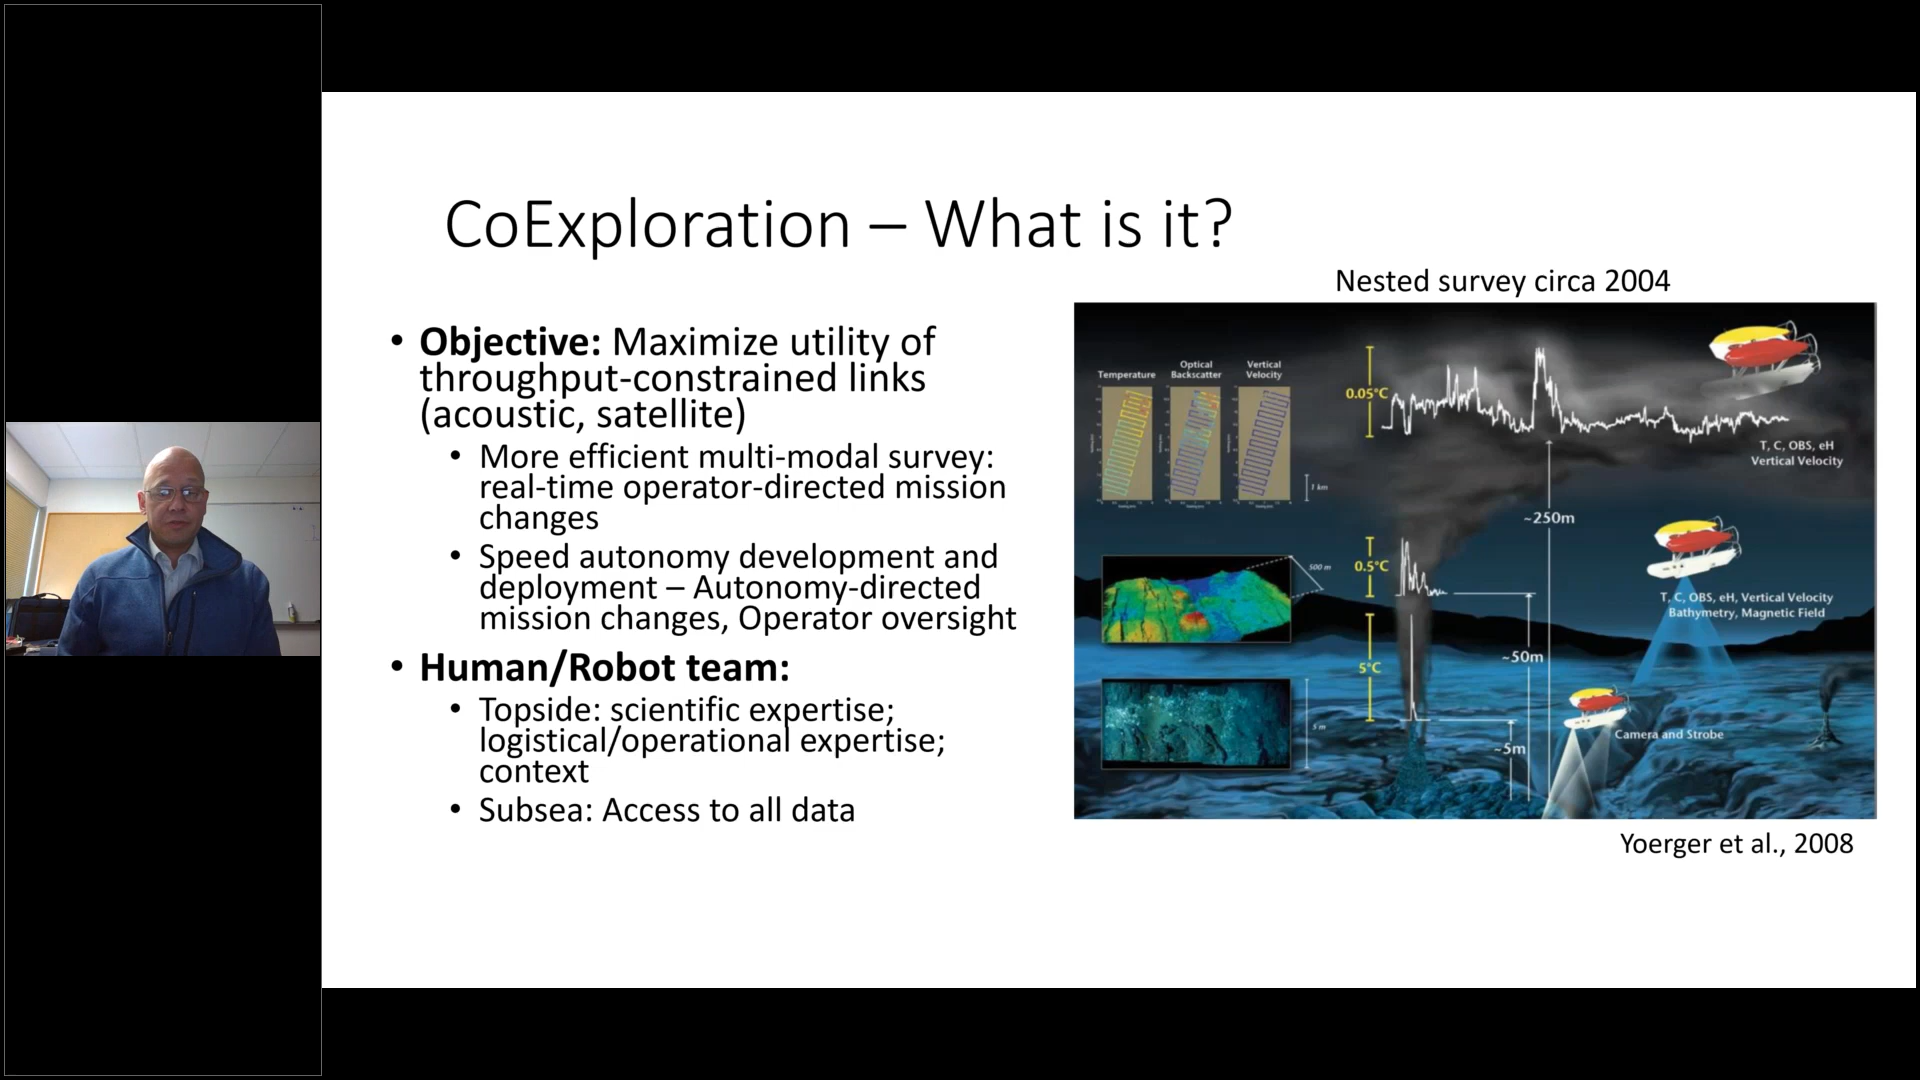 CoExploration – What is it?
Nested survey circa 2004
• Objective: Maximize utility of
throughput-constrained links
(acoustic, satellite)
• More efficient multi-modal survey:
real-time operator-directed mission
changes
• Speed autonomy development and
deployment – Autonomy-directed
mission changes, Operator oversight
• Human/Robot team:
• Topside: scientific expertise;
logistical/operational expertise;
context
• Subsea: Access to all data
Temperature
Optical
Backscatter
Vertical
Velocity
1 km
0.05°C
T, C, OBS, eH
Vertical Velocity
~250m
500 m
0.5°C
T, C, OBS, eH, Vertical Velocity
Bathymetry, Magnetic Field
~50m
5°C
5 m
Camera and Strobe
~5m
Yoerger et al., 2008